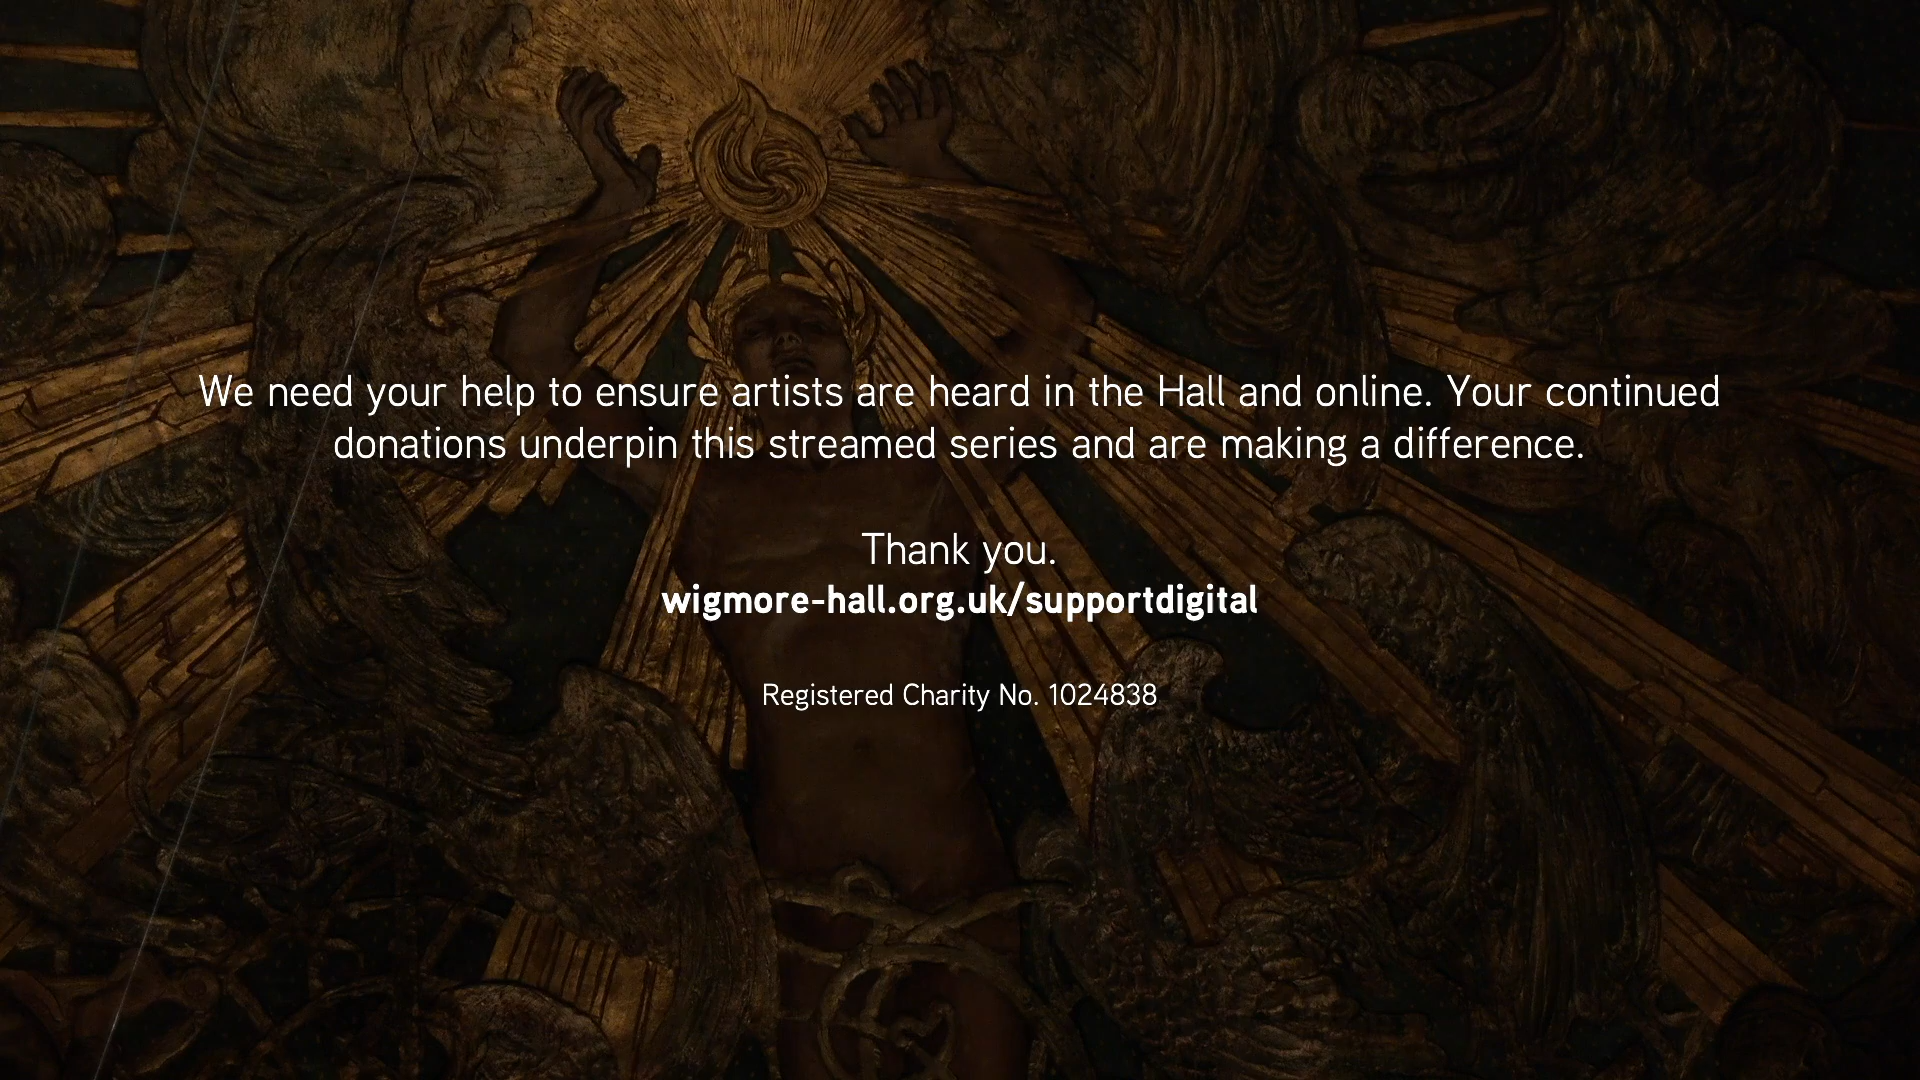 We need your help to ensure artists are heard in the Hall and online. Your continued
donations underpin this streamed series and are making a difference.
Thank you.
wigmore-hall.org.uk/supportdigital
Registered Charity No. 1024838